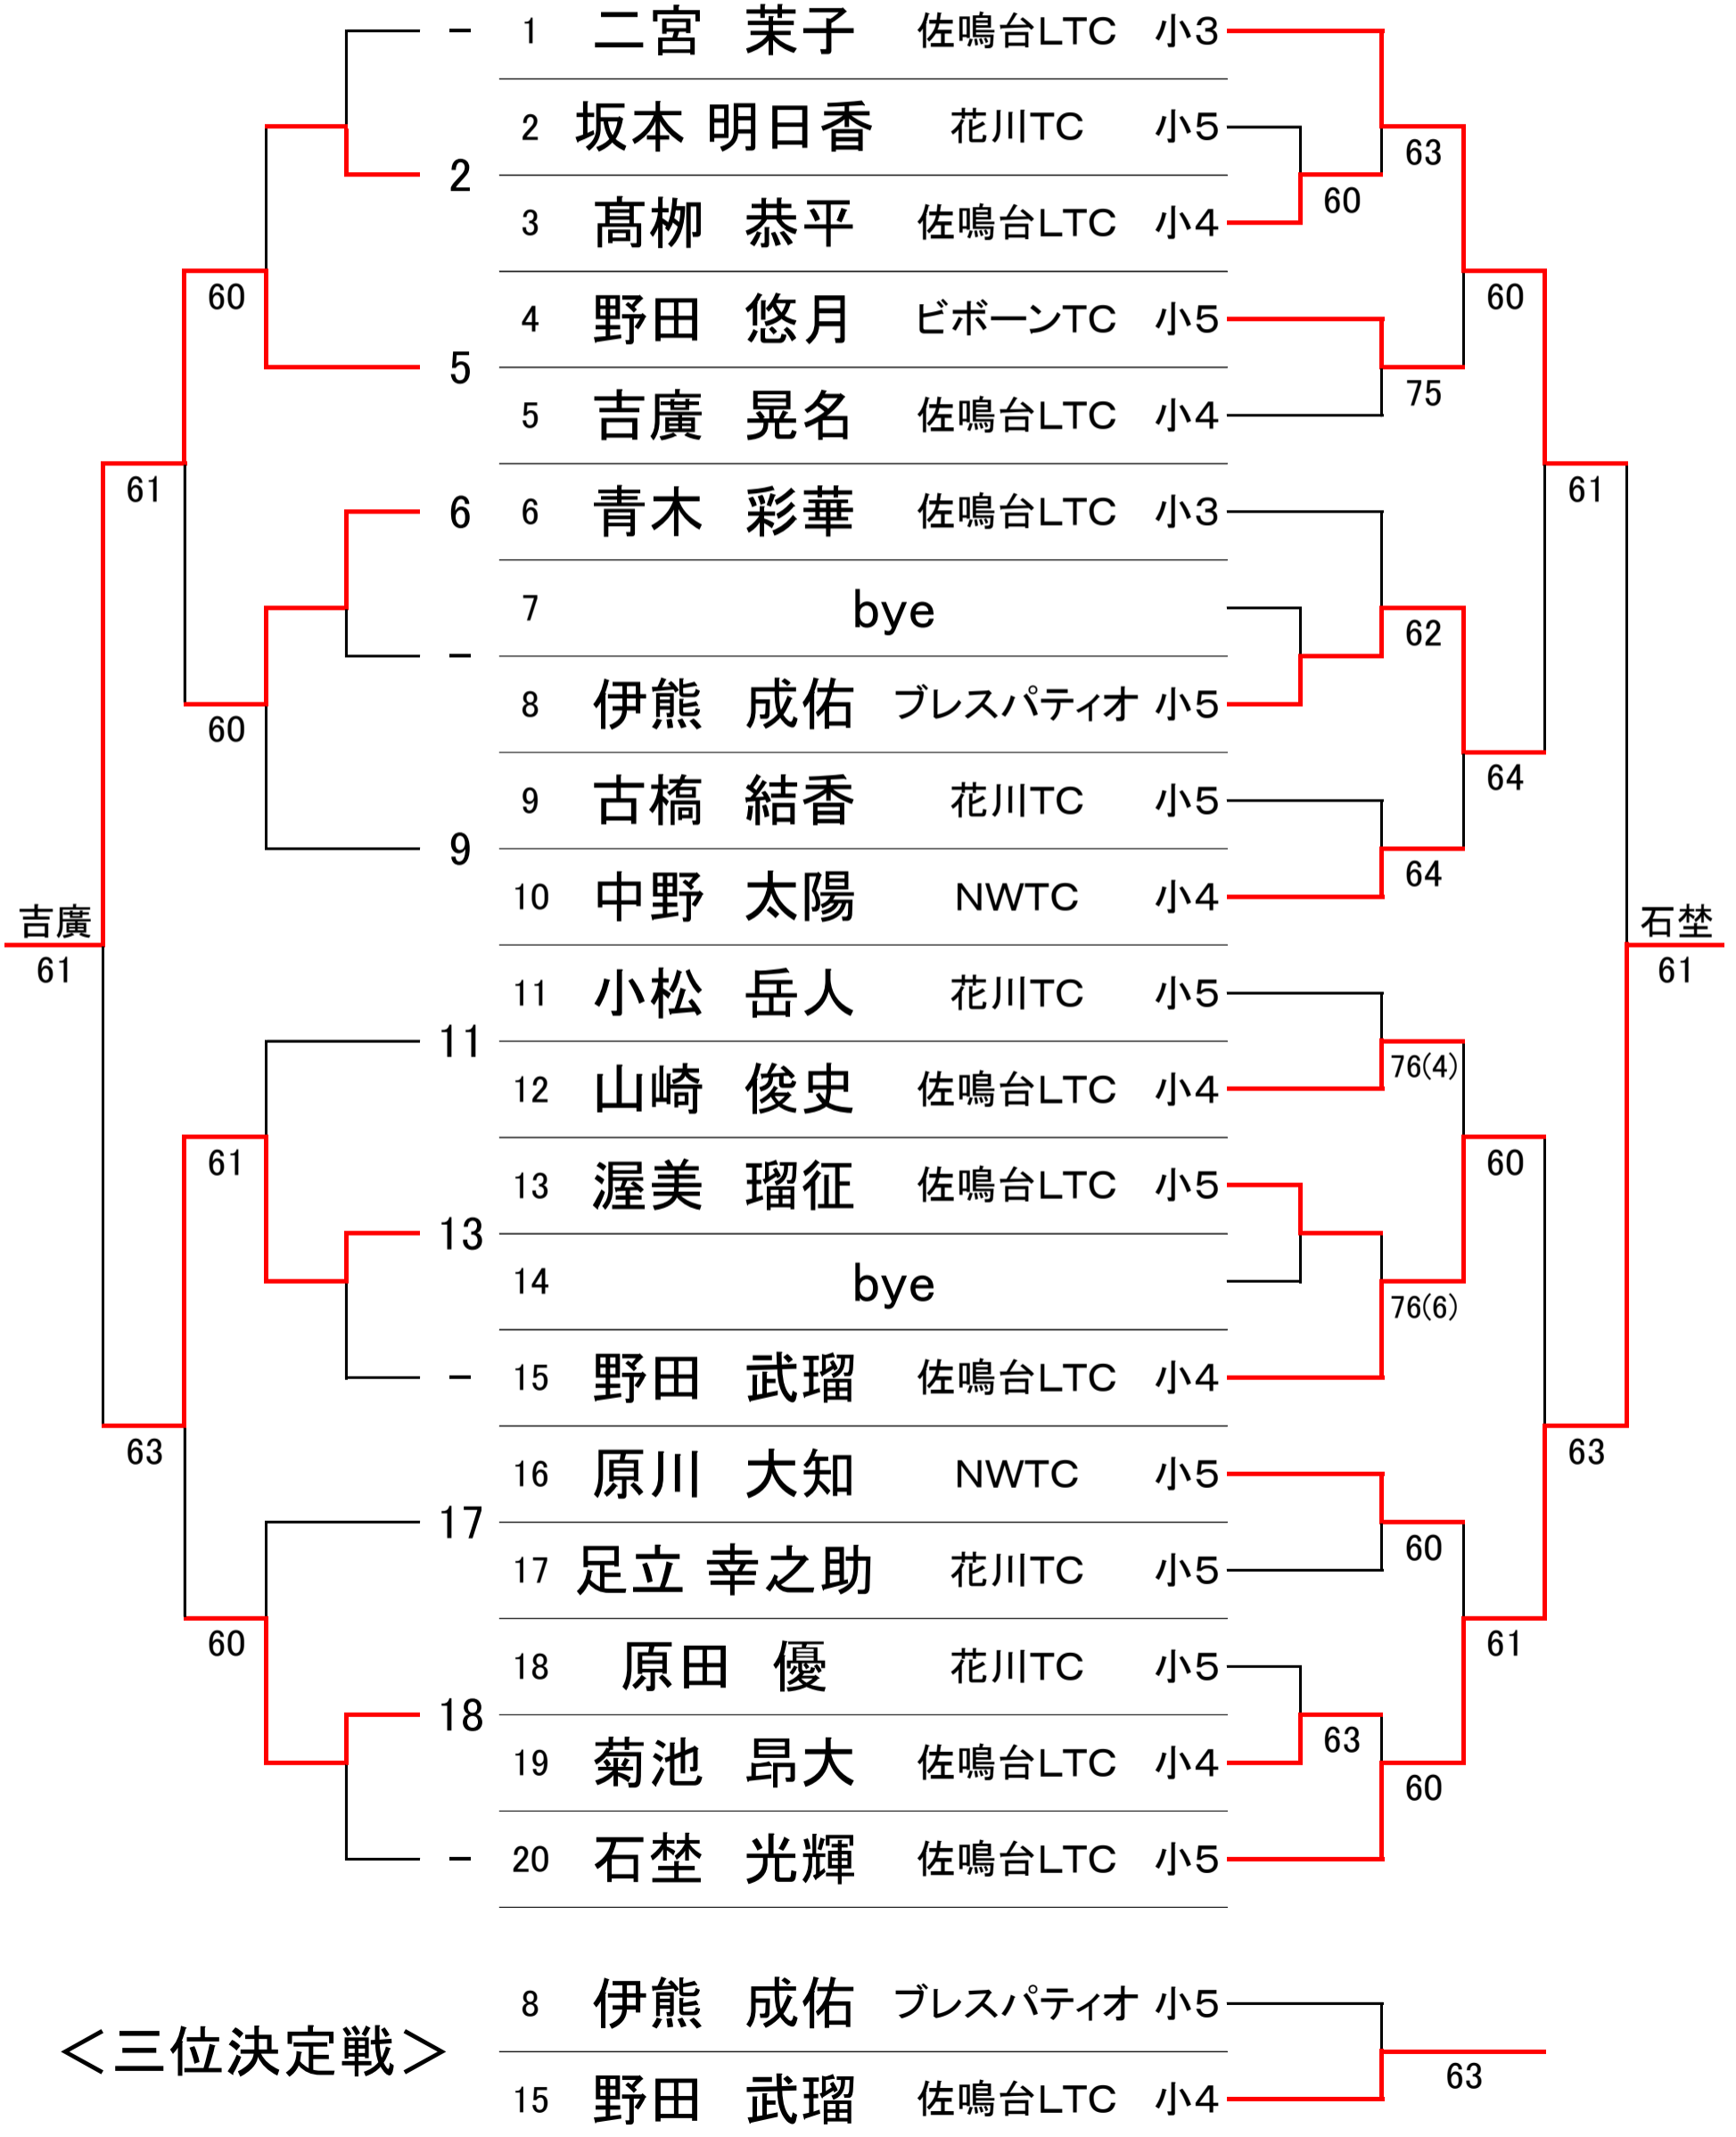 - 1 二宮 茉子 佐鳴台LTC 小3
2 坂本 明日香 花川TC 小5 63
2 60
3 髙栁 恭平 佐鳴台LTC 小4
60 60
4 野田 悠月 ビボーンTC 小5
5 75
5 吉廣 晃名 佐鳴台LTC 小4
61 61
6 6 青木 彩華 佐鳴台LTC 小3
7 bye 62
-
60 8 伊熊 成佑 ブレスパティオ 小5
64
9 古橋 結香 花川TC 小5
9 64
10 中野 太陽 NWTC 小4
吉廣 石埜
61 61
11 小松 岳人 花川TC 小5
11 76(4)
12 山崎 俊史 佐鳴台LTC 小4
61 60
13 渥美 瑠征 佐鳴台LTC 小5
13
14 bye 76(6)
- 15 野田 武瑠 佐鳴台LTC 小4
63 63
16 原川 大知 NWTC 小5
17 60
17 足立 幸之助 花川TC 小5
60 61
18 原田 優 花川TC 小5
18 63
19 菊池 昂大 佐鳴台LTC 小4 60
- 20 石埜 光輝 佐鳴台LTC 小5
8 伊熊 成佑 ブレスパティオ 小5
＜三位決定戦＞ 63
15 野田 武瑠 佐鳴台LTC 小4